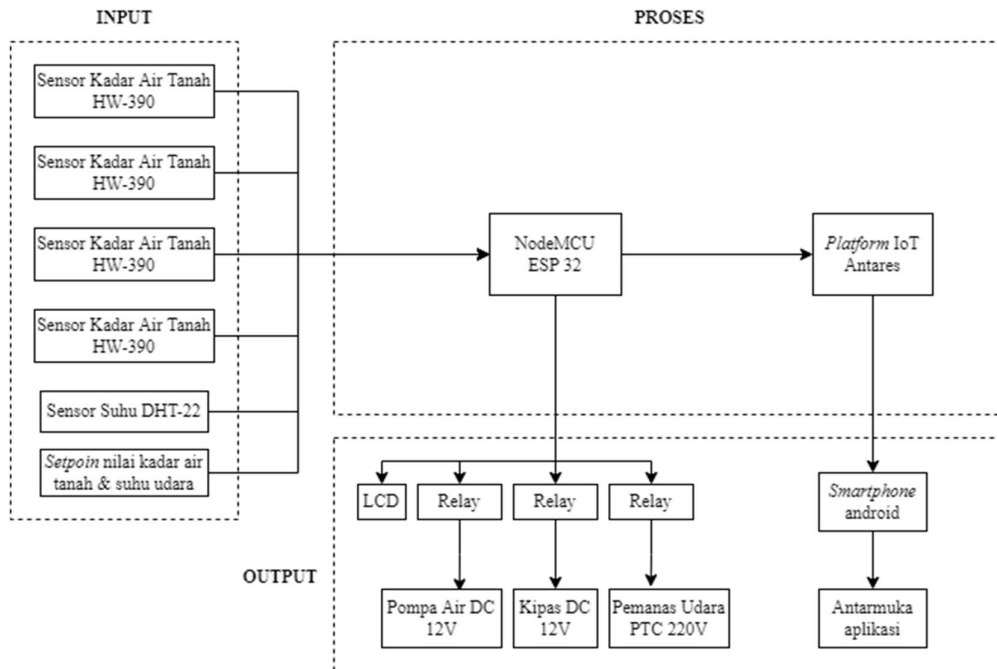 INPUT
PROSES
Sensor Kadar Air Tanah
HW-390
Sensor Kadar Air Tanah
HW-390
Sensor Kadar Air Tanah
HW-390
Sensor Kadar Air Tanah
HW-390
Sensor Suhu DHT-22
Setpoin nilai kadar air
tanah & suhu udara
NodeMCU
ESP 32
Platform IoT
Antares
OUTPUT
LCD
Relay
Relay
Relay
Smartphone
android
Pompa Air DC
12V
Kipas DC
12V
Pemanas Udara
PTC 220V
Antarmuka
aplikasi